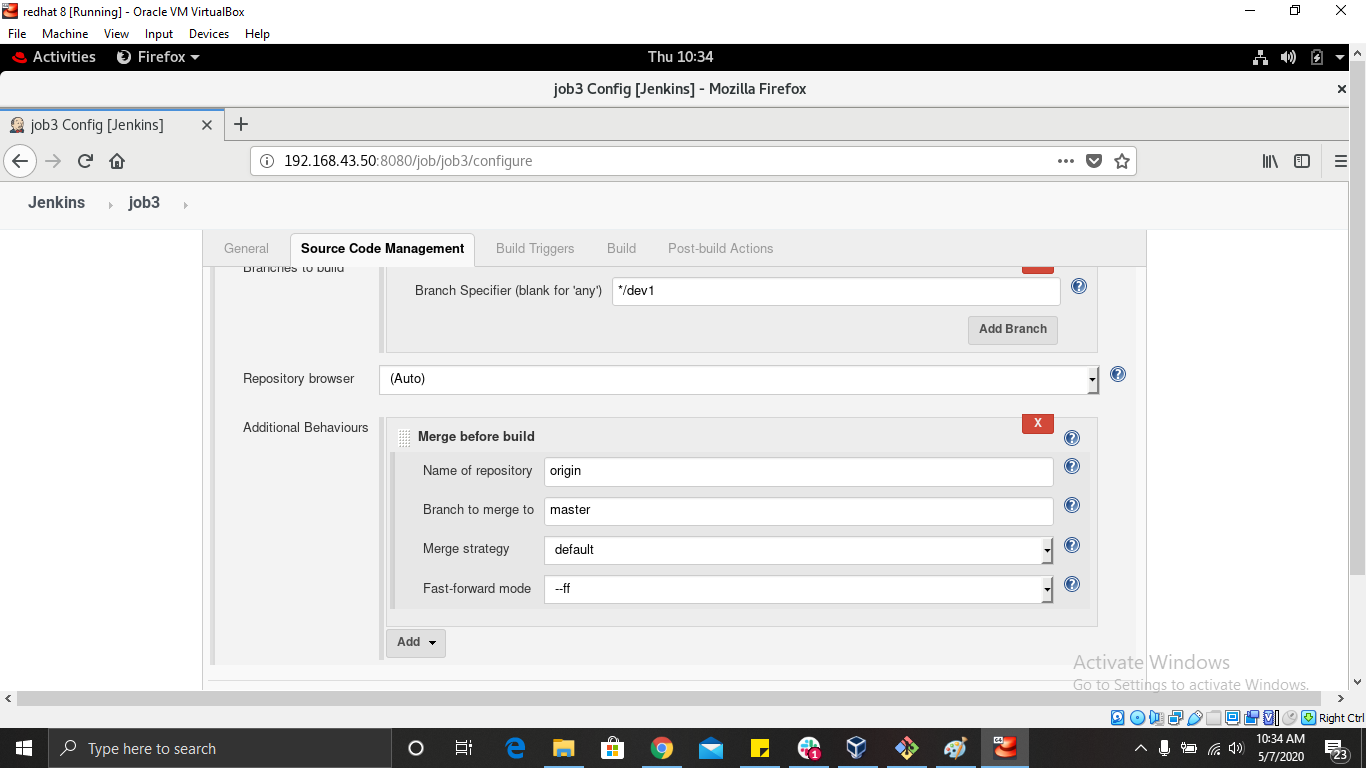 redhat 8 [Running] - Oracle VM VirtualBox
File Machine View Input Devices Help
Activities Firefox Thu 10:34
job3 Config [Jenkins] - Mozilla Firefox
job3 Config [Jenkins]
192.168.43.50:8080/job/job3/configure
Jenkins job3
General Source Code Management Build Triggers Build Post-build Actions
Branches to build
Branch Specifier (blank for 'any') */dev1
Add Branch
Repository browser (Auto)
Additional Behaviours
X
Merge before build
Name of repository origin
Branch to merge to master
Merge strategy default
Fast-forward mode --ff
Add
Activate Windows
Go to Settings to activate Windows.
Right Ctrl
Type here to search
1
10:34 AM
5/7/2020
23